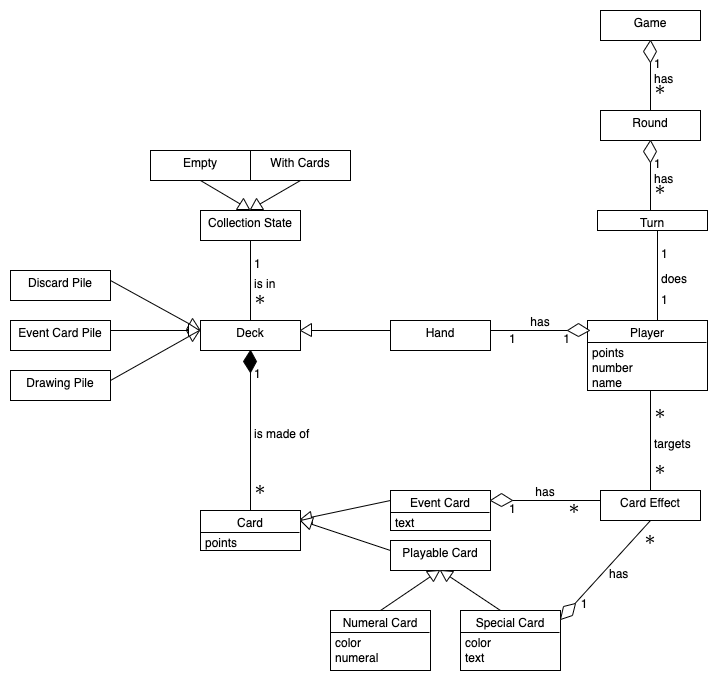 Game
1
has
*
Round
1
has
*
Empty
With Cards
Collection State
Turn
1
is in
*
1
does
1
Discard Pile
Event Card Pile
Drawing Pile
Deck
Hand
has
1
1
Player
points
number
name
1
is made of
*
*
targets
*
Card
points
Event Card
text
has
1
*
Card Effect
Playable Card
*
has
1
Numeral Card
color
numeral
Special Card
color
text